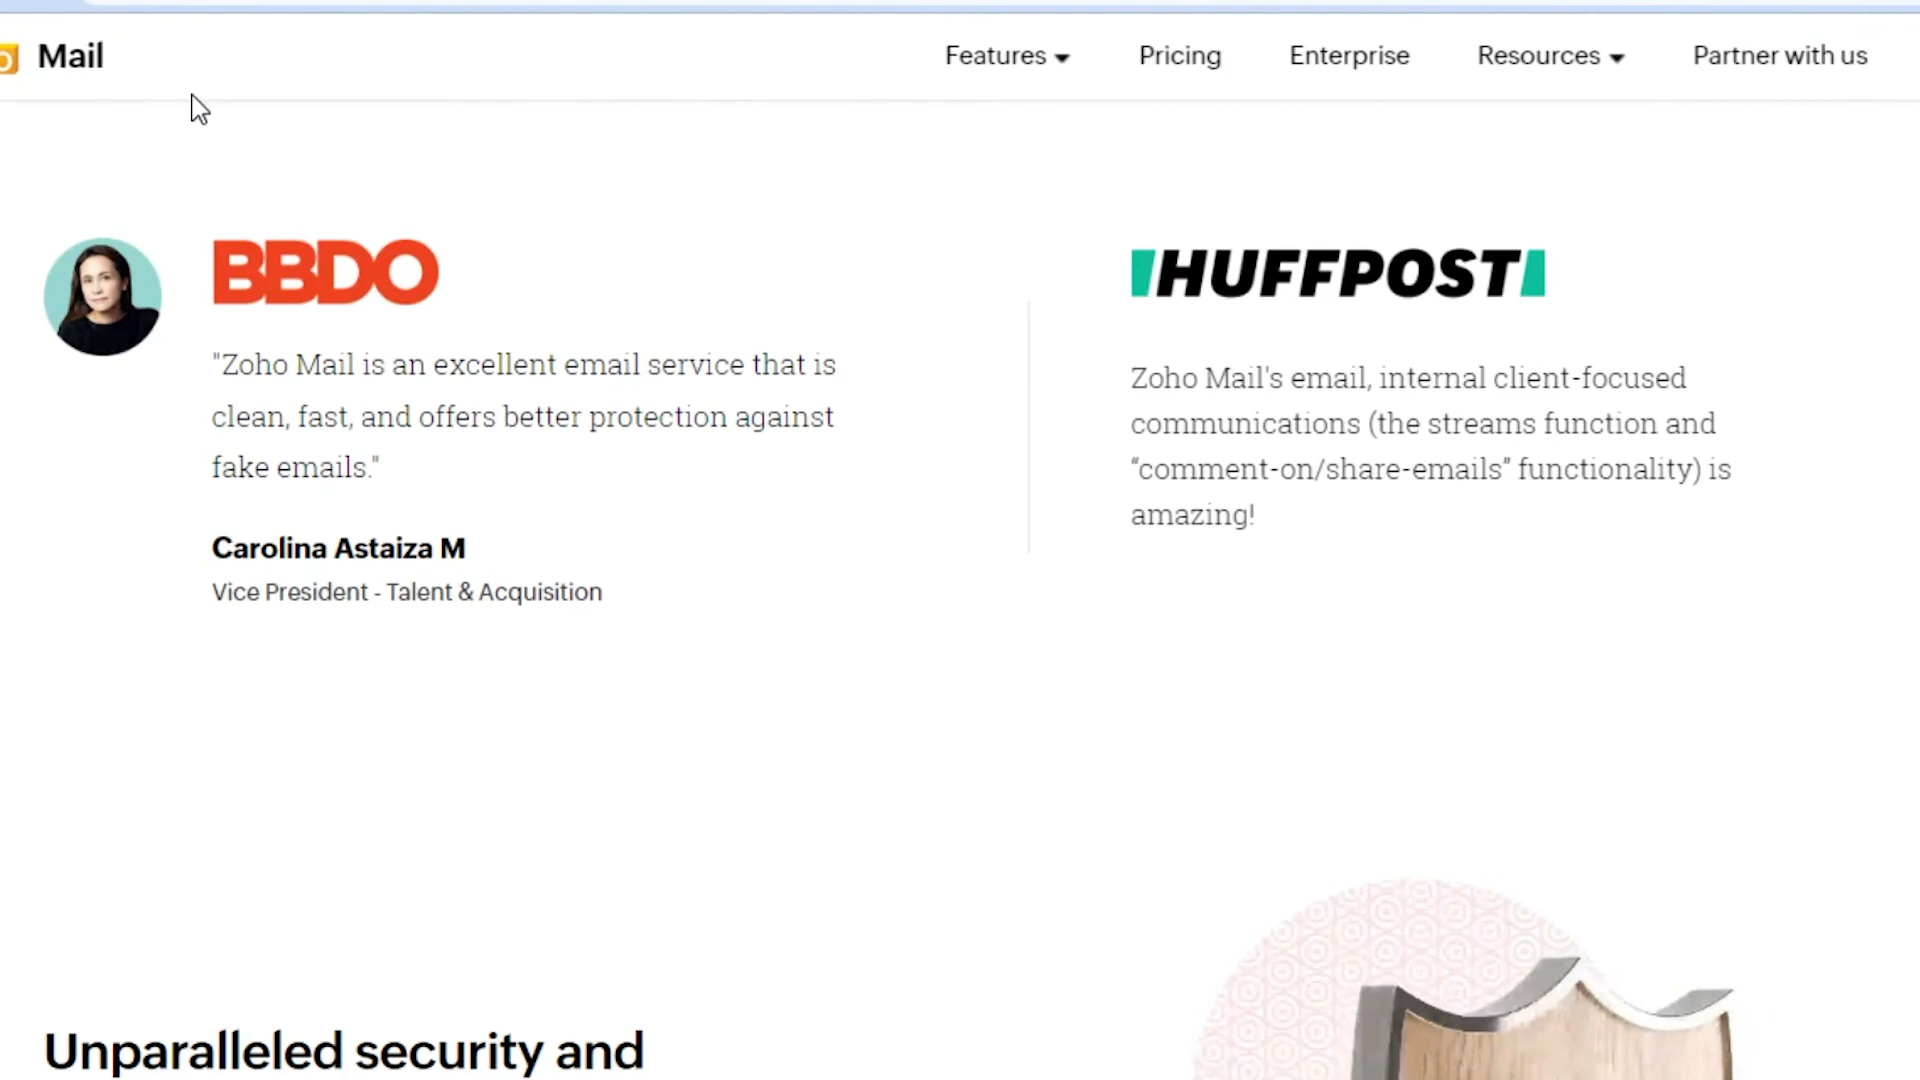 Mail
Features
Pricing
Enterprise
Resources
Partner with us
BBDO
"Zoho Mail is an excellent email service that is
clean, fast, and offers better protection against
fake emails."
Carolina Astaiza M
Vice President - Talent & Acquisition
HUFFPOST
Zoho Mail's email, internal client-focused
communications (the streams function and
“comment-on/share-emails” functionality) is
amazing!
Unparalleled security and